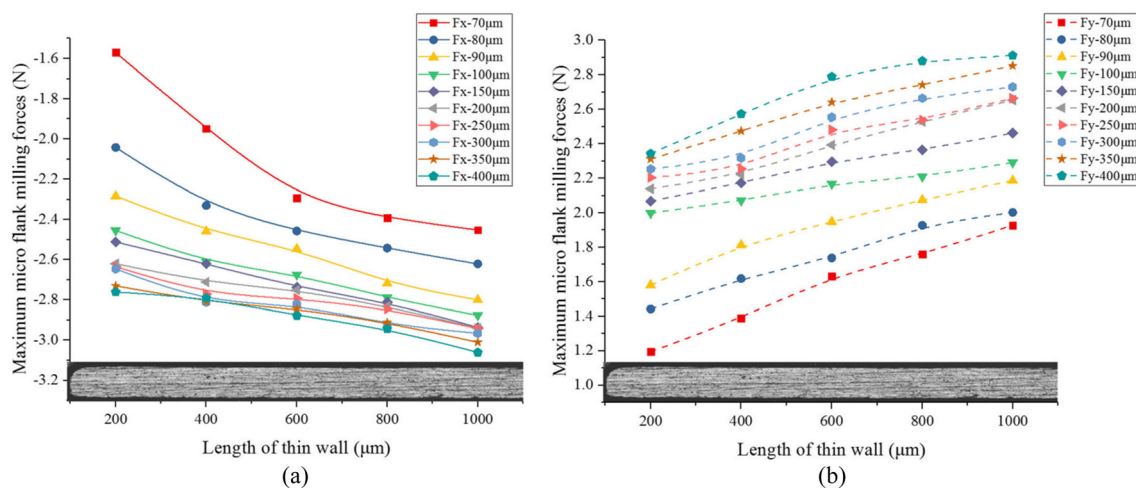 Fx-70μm
Fx-80μm
Fx-90μm
Fx-100μm
Fx-150μm
Fx-200μm
Fx-250μm
Fx-300μm
Fx-350μm
Fx-400μm
Maximum micro flank milling forces (N)
-1.6
-1.8
-2.0
-2.2
-2.4
-2.6
-2.8
-3.0
-3.2
200 400 600 800 1000
Length of thin wall (μm)
(a)
Fy-70μm
Fy-80μm
Fy-90μm
Fy-100μm
Fy-150μm
Fy-200μm
Fy-250μm
Fy-300μm
Fy-350μm
Fy-400μm
Maximum micro flank milling forces (N)
3.0
2.8
2.6
2.4
2.2
2.0
1.8
1.6
1.4
1.2
1.0
200 400 600 800 1000
Length of thin wall (μm)
(b)